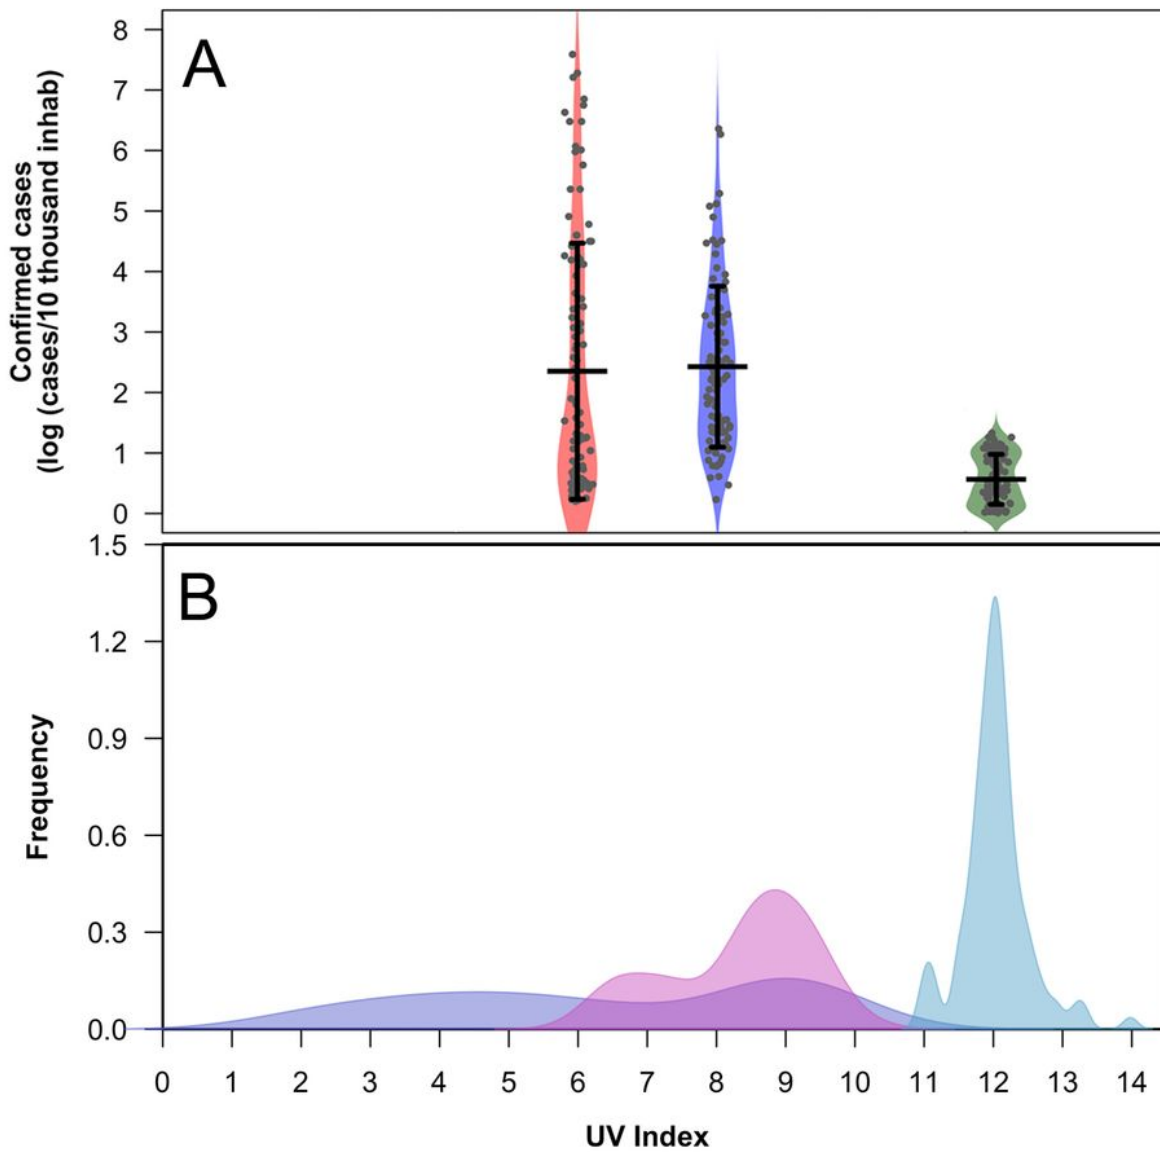 A
8
7
6
5
4
3
2
1
0
Confirmed cases
(log (cases/10 thousand inhab)
B
1.5
1.2
0.9
0.6
0.3
0.0
Frequency
0 1 2 3 4 5 6 7 8 9 10 11 12 13 14
UV Index